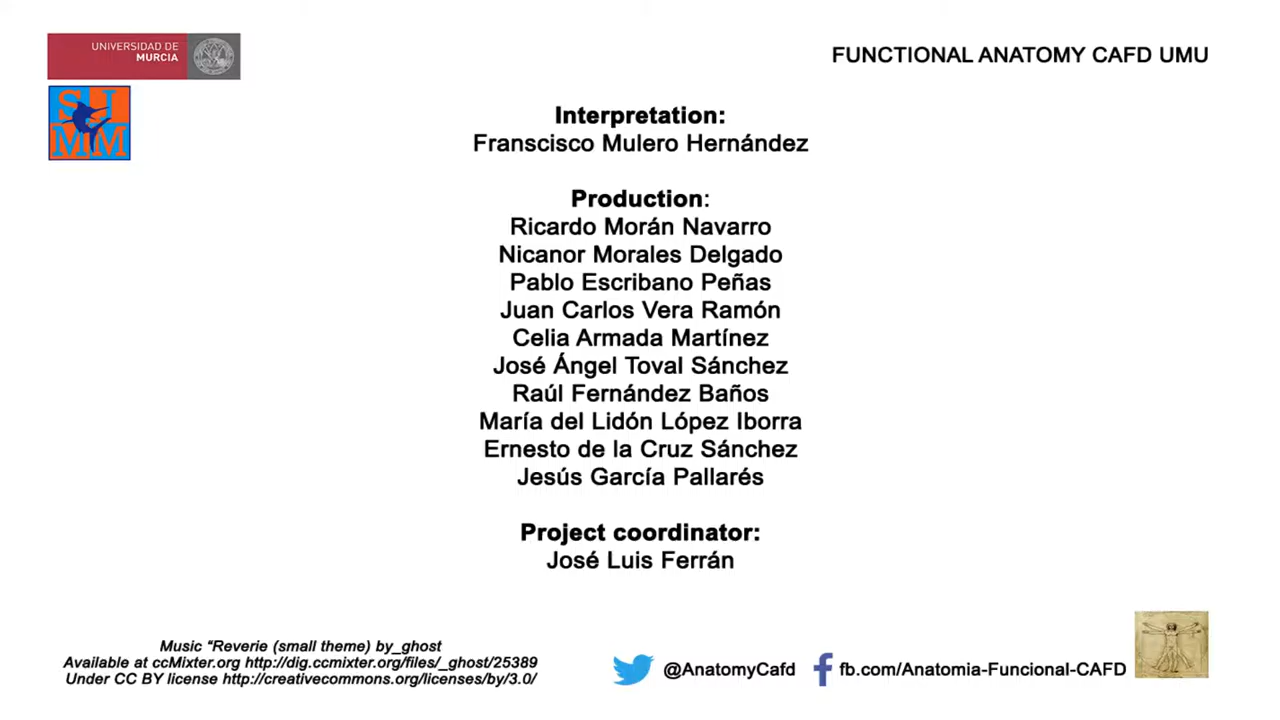 UNIVERSIDAD DE
MURCIA
FUNCTIONAL ANATOMY CAFD UMU
S I
M M
Interpretation:
Franscisco Mulero Hernández
Production:
Ricardo Morán Navarro
Nicanor Morales Delgado
Pablo Escribano Peñas
Juan Carlos Vera Ramón
Celia Armada Martínez
José Ángel Toval Sánchez
Raúl Fernández Baños
María del Lidón López Iborra
Ernesto de la Cruz Sánchez
Jesús García Pallarés
Project coordinator:
José Luis Ferrán
Music “Reverie (small theme) by_ghost
Available at ccMixter.org http://dig.ccmixter.org/files/_ghost/25389
Under CC BY license http://creativecommons.org/licenses/by/3.0/
@AnatomyCafd
fb.com/Anatomia-Funcional-CAFD